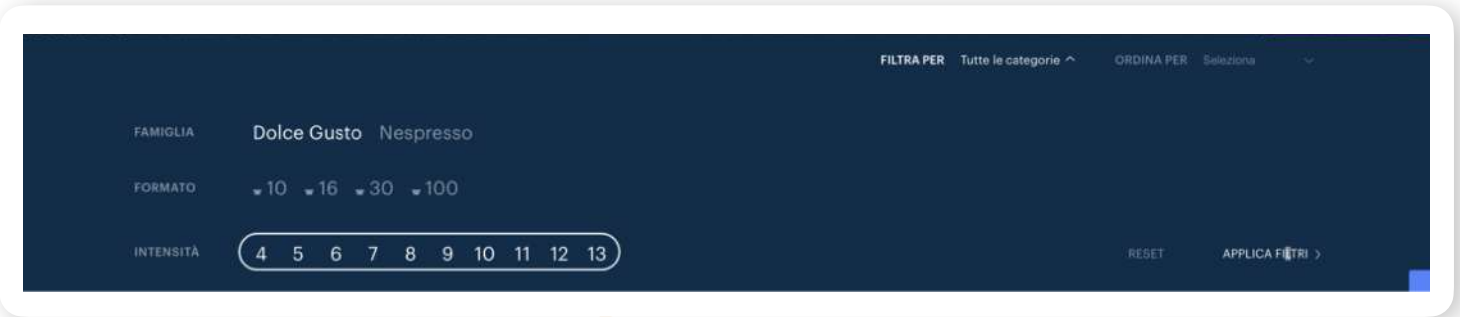 FILTRA PER Tutte le categorie ORDINA PER Seleziona
FAMIGLIA Dolce Gusto Nespresso
FORMATO 10 16 30 100
INTENSITÀ 4 5 6 7 8 9 10 11 12 13 RESET APPLICA FILTRI >